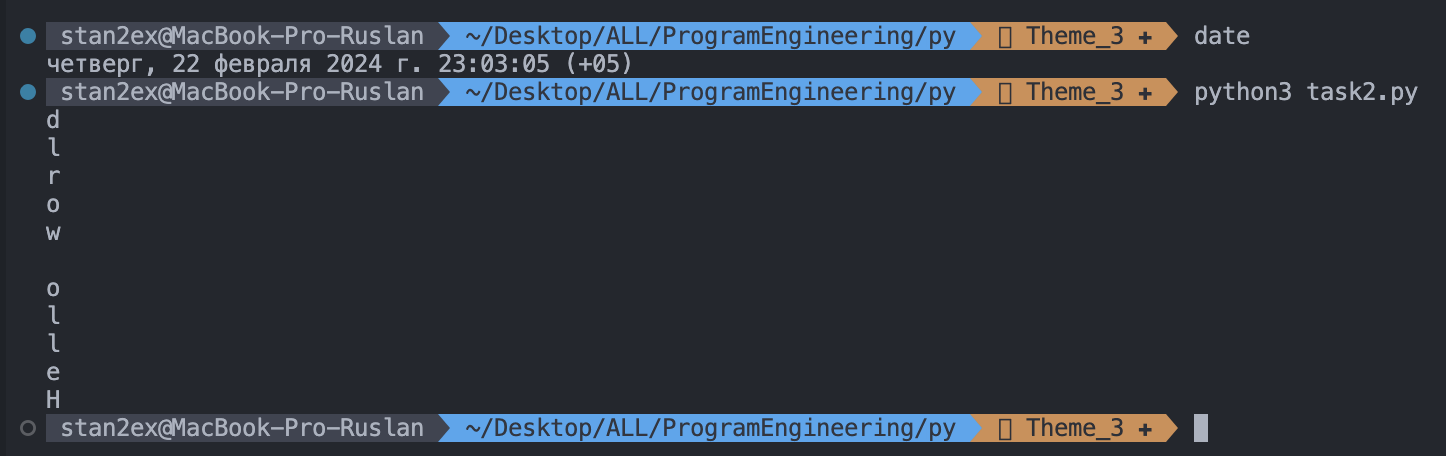 stan2ex@MacBook-Pro-Ruslan ~/Desktop/ALL/ProgramEngineering/py Theme_3 + date
четверг, 22 февраля 2024 г. 23:03:05 (+05)
stan2ex@MacBook-Pro-Ruslan ~/Desktop/ALL/ProgramEngineering/py Theme_3 + python3 task2.py
d
l
r
o
w

o
l
l
e
H
stan2ex@MacBook-Pro-Ruslan ~/Desktop/ALL/ProgramEngineering/py Theme_3 +